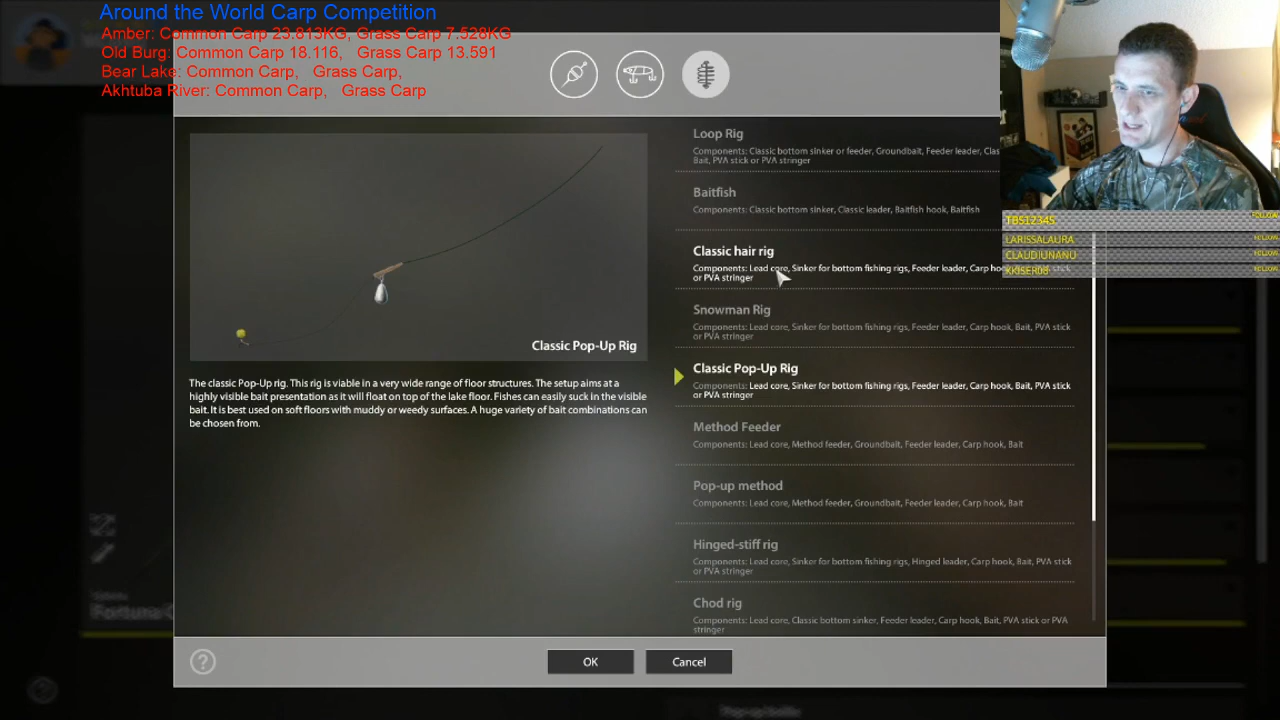 Around the World Carp Competition
Amber: Common Carp 23.813KG, Grass Carp 7.528KG
Old Burg: Common Carp 18.116, Grass Carp 13.591
Bear Lake: Common Carp, Grass Carp,
Akhtuba River: Common Carp, Grass Carp
Classic Pop-Up Rig
The classic Pop-Up rig. This rig is viable in a very wide range of floor structures. The setup aims at a
highly visible bait presentation as it will float on top of the lake floor. Fishes can easily suck in the visible
bait. It is best used on soft floors with muddy or weedy surfaces. A huge variety of bait combinations can
be chosen from.
Loop Rig
Components: Classic bottom sinker or feeder, Groundbait, Feeder leader,
Bait, PVA stick or PVA stringer
Baitfish
Components: Classic bottom sinker, Classic leader, Baitfish hook, Baitfish
Classic hair rig
Components: Lead core, Sinker for bottom fishing rigs, Feeder leader, Carp
or PVA stringer
Snowman Rig
Components: Lead core, Sinker for bottom fishing rigs, Feeder leader, Carp hook, Bait, PVA stick
or PVA stringer
Classic Pop-Up Rig
Components: Lead core, Sinker for bottom fishing rigs, Feeder leader, Carp hook, Bait, PVA stick
or PVA stringer
Method Feeder
Components: Lead core, Method feeder, Groundbait, Feeder leader, Carp hook, Bait
Pop-up method
Components: Lead core, Method feeder, Groundbait, Feeder leader, Carp hook, Bait
Hinged-stiff rig
Components: Lead core, Sinker for bottom fishing rigs, Hinged leader, Carp hook, Bait, PVA stick
or PVA stringer
Chod rig
Components: Lead core, Classic bottom sinker, Feeder leader, Carp hook, Bait, PVA stick or PVA
stringer
TBS12345
LARISSALAURA FOLLOW
CLAUDIUNANU FOLLOW
KKISER08 FOLLOW
Fortuna
?
OK
Cancel